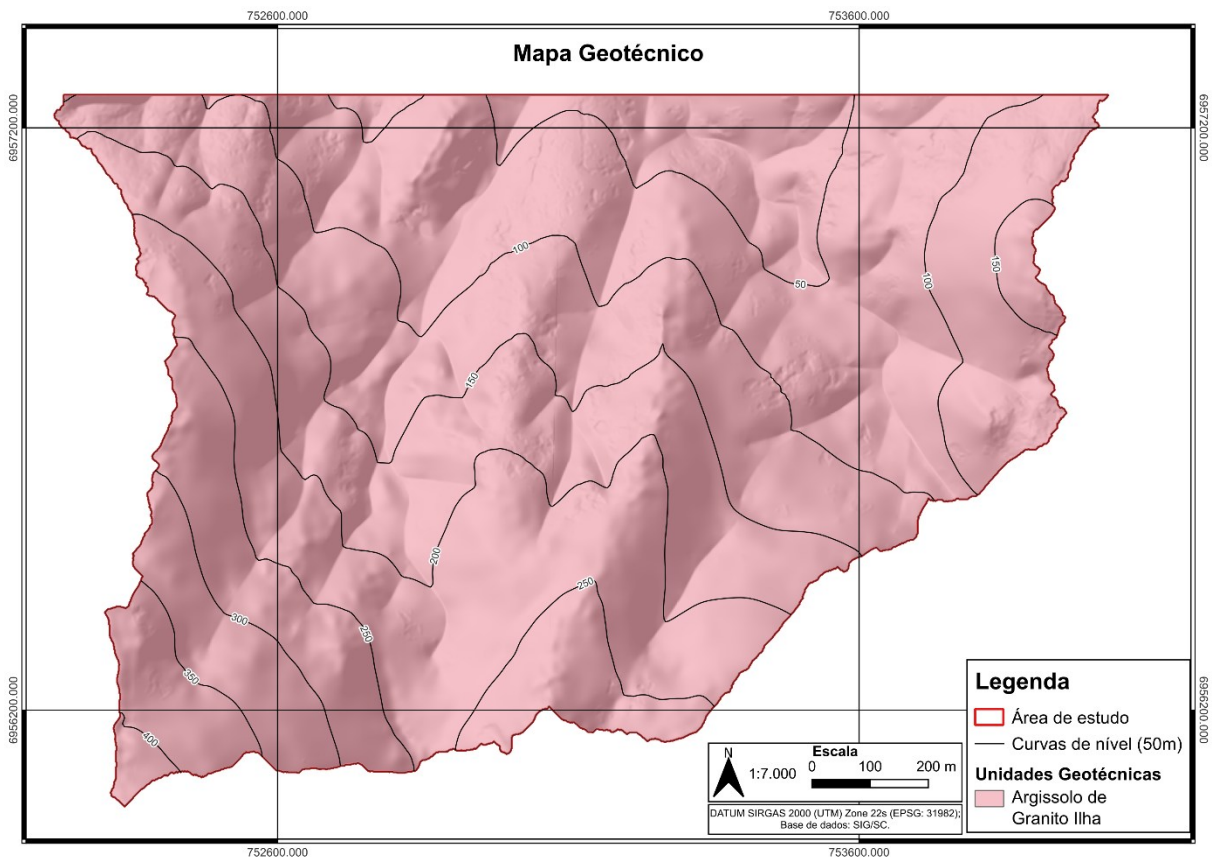 752600.000
753600.000
Mapa Geotécnico
6957200.000
6957200.000
100
50
100
150
150
200
250
300
250
350
400
6956200.000
6956200.000
Legenda
Área de estudo
Curvas de nível (50m)
Unidades Geotécnicas
Argissolo de
Granito Ilha
N
1:7.000
Escala
0 100 200 m
DATUM SIRGAS 2000 (UTM) Zone 22s (EPSG: 31982);
Base de dados: SIG/SC.
752600.000
753600.000